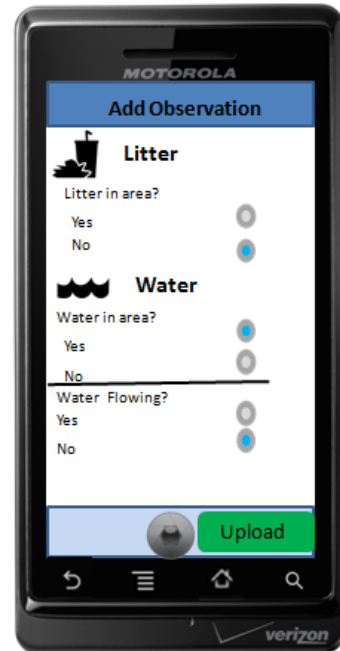 MOTOROLA
Add Observation
Litter
Litter in area?
Yes
No
Water
Water in area?
Yes
No
Water Flowing?
Yes
No
Upload
verizon